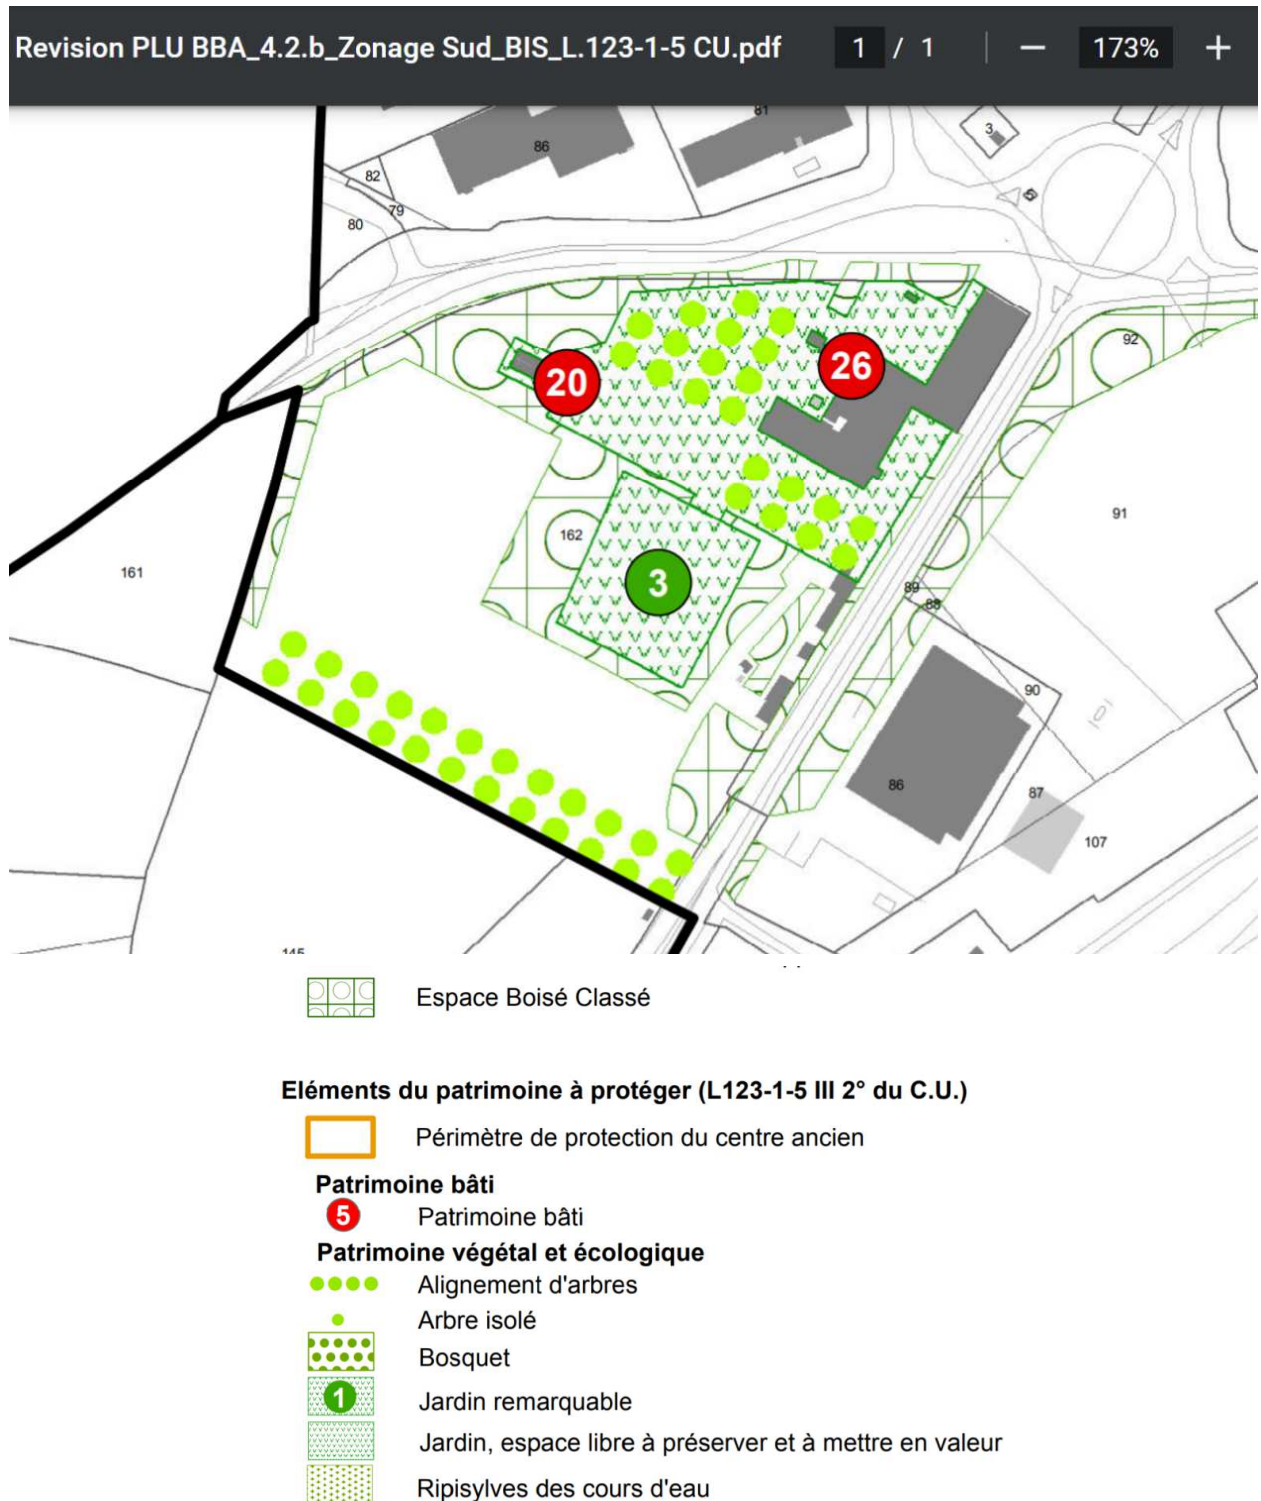 Revision PLU BBA_4.2.b_Zonage Sud_BIS_L.123-1-5 CU.pdf 1 / 1 173%
81
3
86
82
79
80
6
92
26
20
91
162
161
3
89
88
90
86
87
107
145
Espace Boisé Classé
Eléments du patrimoine à protéger (L123-1-5 III 2° du C.U.)
Périmètre de protection du centre ancien
Patrimoine bâti
5 Patrimoine bâti
Patrimoine végétal et écologique
Alignement d'arbres
Arbre isolé
Bosquet
1 Jardin remarquable
Jardin, espace libre à préserver et à mettre en valeur
Ripisylves des cours d'eau